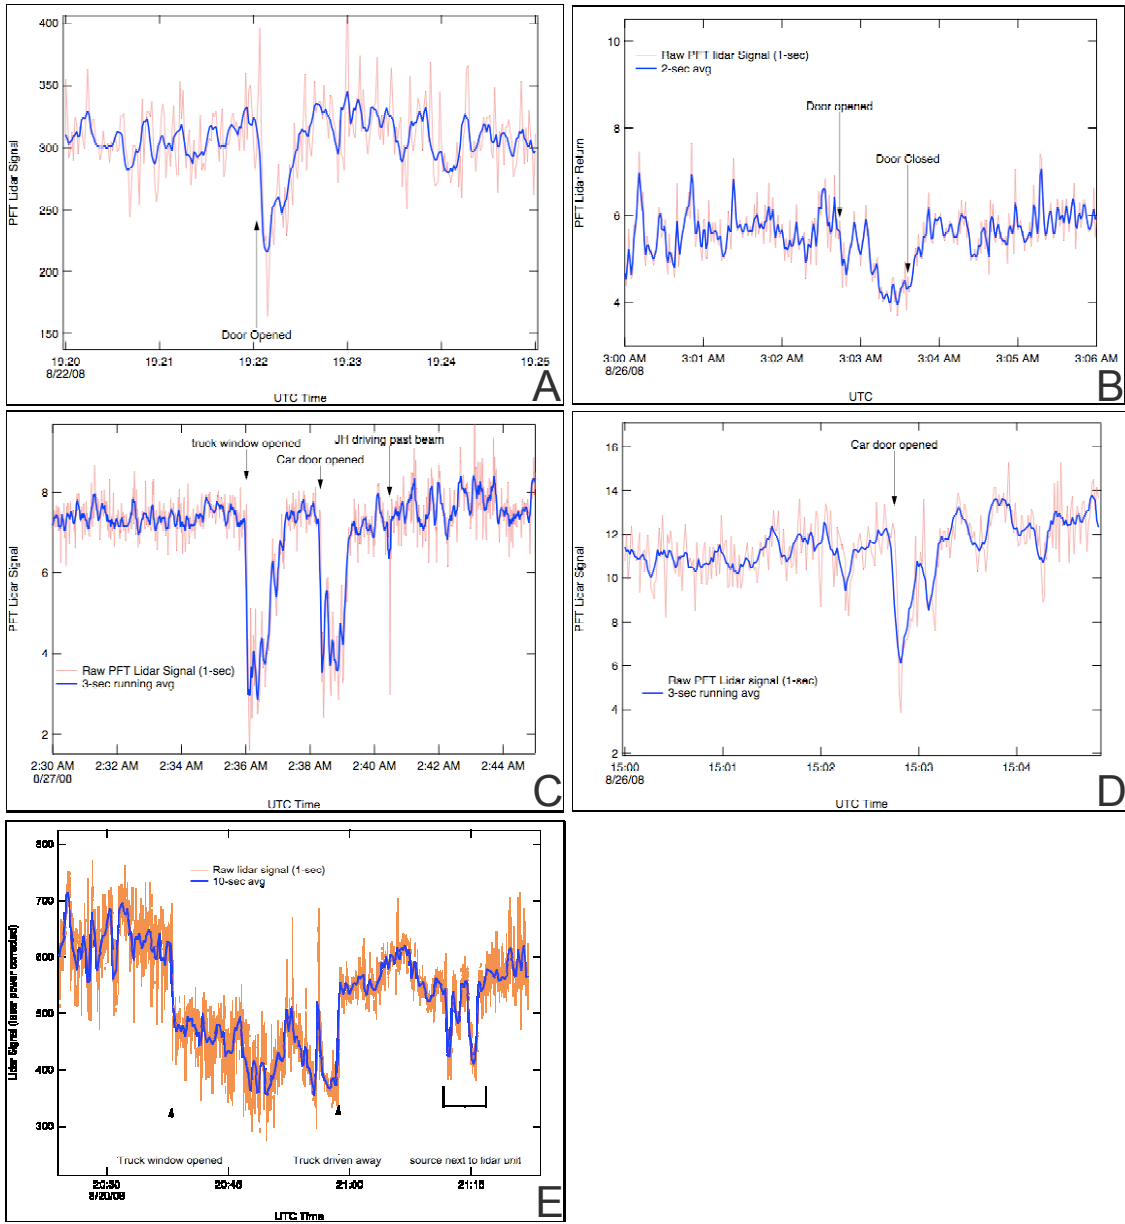 400
350
300
250
200
150
PFT Lidar Signal
Door Opened
19:20
19:21
19:22
19:23
19:24
19:25
8/22/08
UTC Time
A
10
8
6
4
PFT Lidar Return
Raw PFT lidar Signal (1-sec)
2-sec avg
Door opened
Door Closed
3:00 AM
3:01 AM
3:02 AM
3:03 AM
3:04 AM
3:05 AM
3:06 AM
8/26/08
UTC
B
8
6
4
2
PFT Lidar Signal
truck window opened
Car door opened
JH driving past beam
Raw PFT Lidar Signal (1-sec)
3-sec running avg
2:30 AM
2:32 AM
2:34 AM
2:36 AM
2:38 AM
2:40 AM
2:42 AM
2:44 AM
8/27/08
UTC Time
C
16
14
12
10
8
6
4
2
PFT Lidar Signal
Car door opened
Raw PFT Lidar signal (1-sec)
3-sec running avg
15:00
15:01
15:02
15:03
15:04
8/26/08
UTC Time
D
800
700
600
500
400
300
Lidar Signal (laser power corrected)
Raw lidar signal (1-sec)
10-sec avg
Truck window opened
Truck driven away
source next to lidar unit
20:30
20:45
21:00
21:15
8/20/08
UTC Time
E